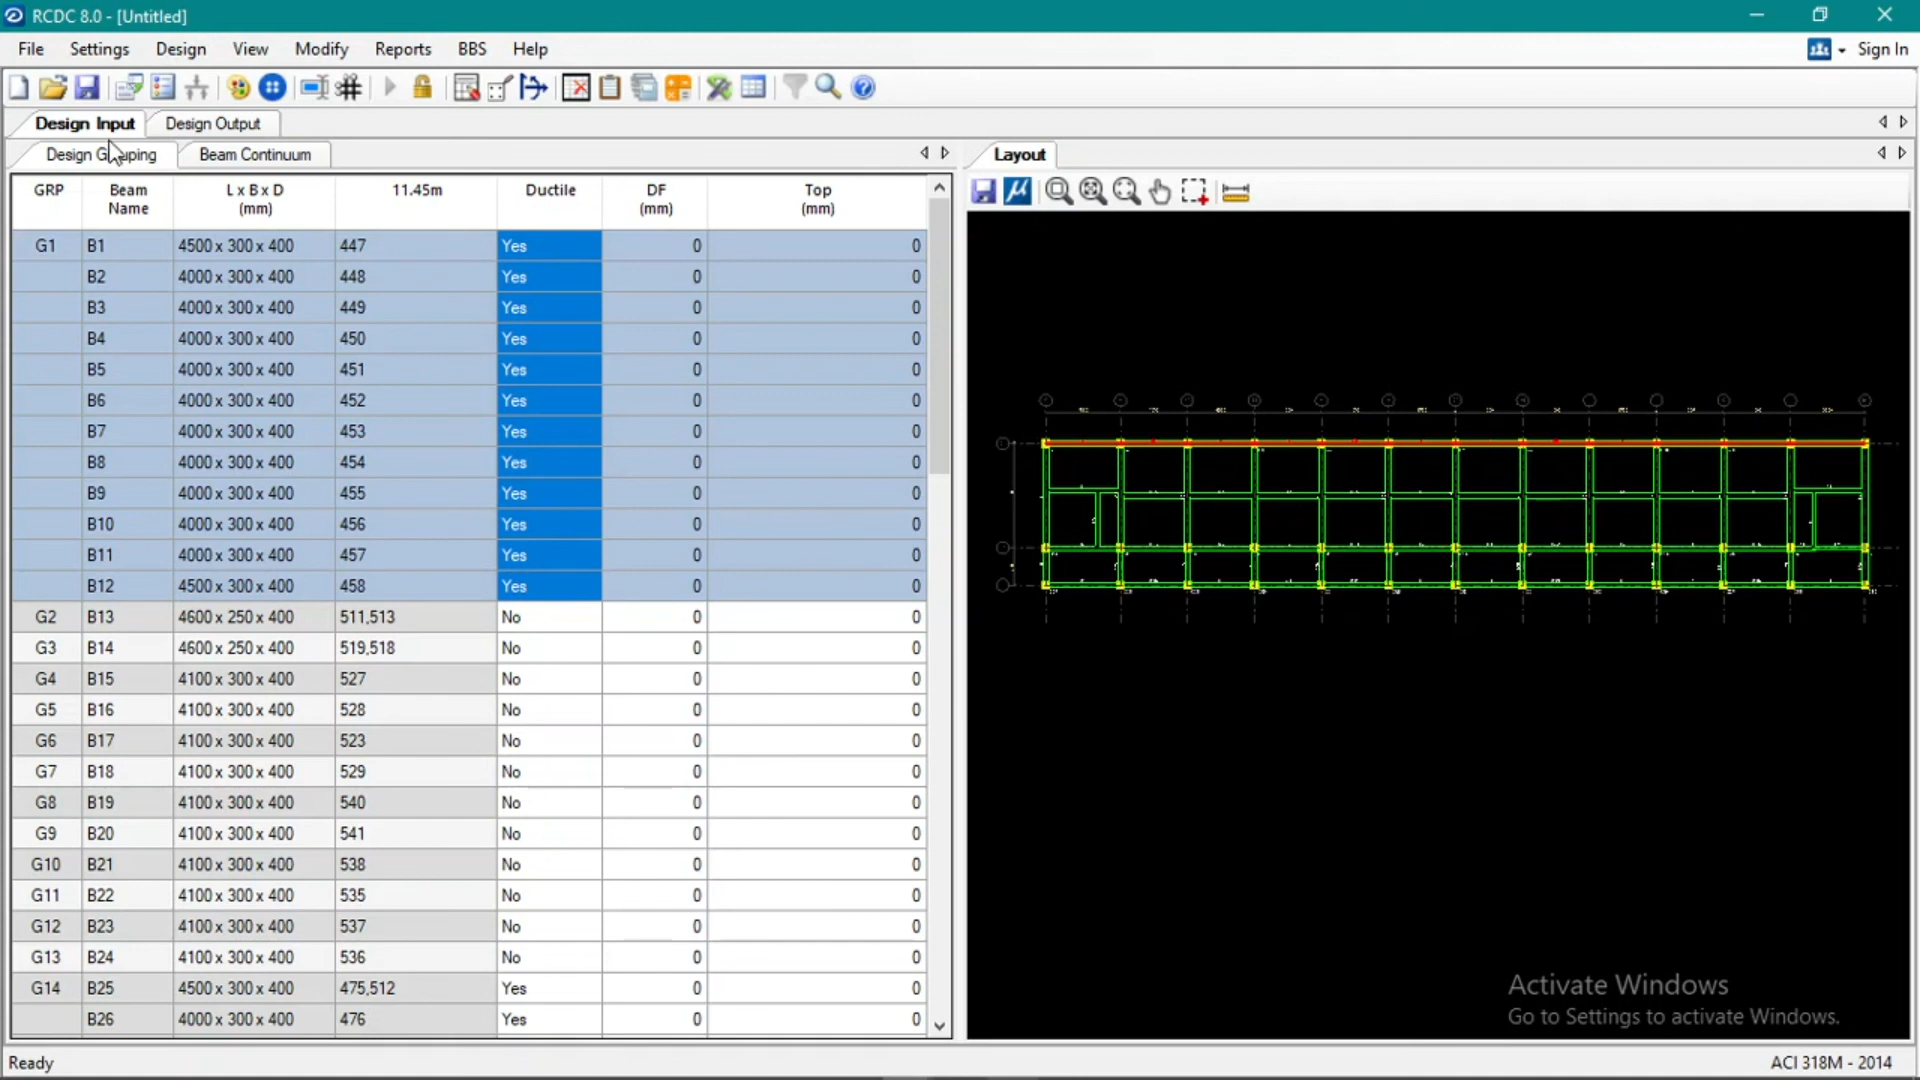 RCDC 8.0 - [Untitled]
File Settings Design View Modify Reports BBS Help Sign In
Design Input Design Output
Design Grouping Beam Continuum Layout
GRP Beam Name L x B x D (mm) 11.45m Ductile DF (mm) Top (mm)
G1 B1 4500 x 300 x 400 447 Yes 0 0
B2 4000 x 300 x 400 448 Yes 0 0
B3 4000 x 300 x 400 449 Yes 0 0
B4 4000 x 300 x 400 450 Yes 0 0
B5 4000 x 300 x 400 451 Yes 0 0
B6 4000 x 300 x 400 452 Yes 0 0
B7 4000 x 300 x 400 453 Yes 0 0
B8 4000 x 300 x 400 454 Yes 0 0
B9 4000 x 300 x 400 455 Yes 0 0
B10 4000 x 300 x 400 456 Yes 0 0
B11 4000 x 300 x 400 457 Yes 0 0
B12 4500 x 300 x 400 458 Yes 0 0
G2 B13 4600 x 250 x 400 511,513 No 0 0
G3 B14 4600 x 250 x 400 519,518 No 0 0
G4 B15 4100 x 300 x 400 527 No 0 0
G5 B16 4100 x 300 x 400 528 No 0 0
G6 B17 4100 x 300 x 400 523 No 0 0
G7 B18 4100 x 300 x 400 529 No 0 0
G8 B19 4100 x 300 x 400 540 No 0 0
G9 B20 4100 x 300 x 400 541 No 0 0
G10 B21 4100 x 300 x 400 538 No 0 0
G11 B22 4100 x 300 x 400 535 No 0 0
G12 B23 4100 x 300 x 400 537 No 0 0
G13 B24 4100 x 300 x 400 536 No 0 0
G14 B25 4500 x 300 x 400 475,512 Yes 0 0
B26 4000 x 300 x 400 476 Yes 0 0
Activate Windows
Go to Settings to activate Windows.
Ready ACI 318M - 2014